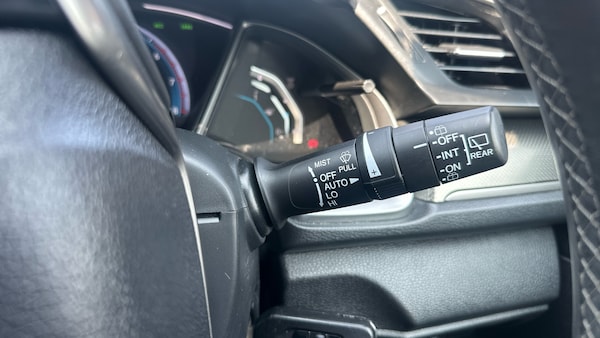 MIST
PULL
OFF
AUTO
LO
HI
OFF
INT
ON
REAR